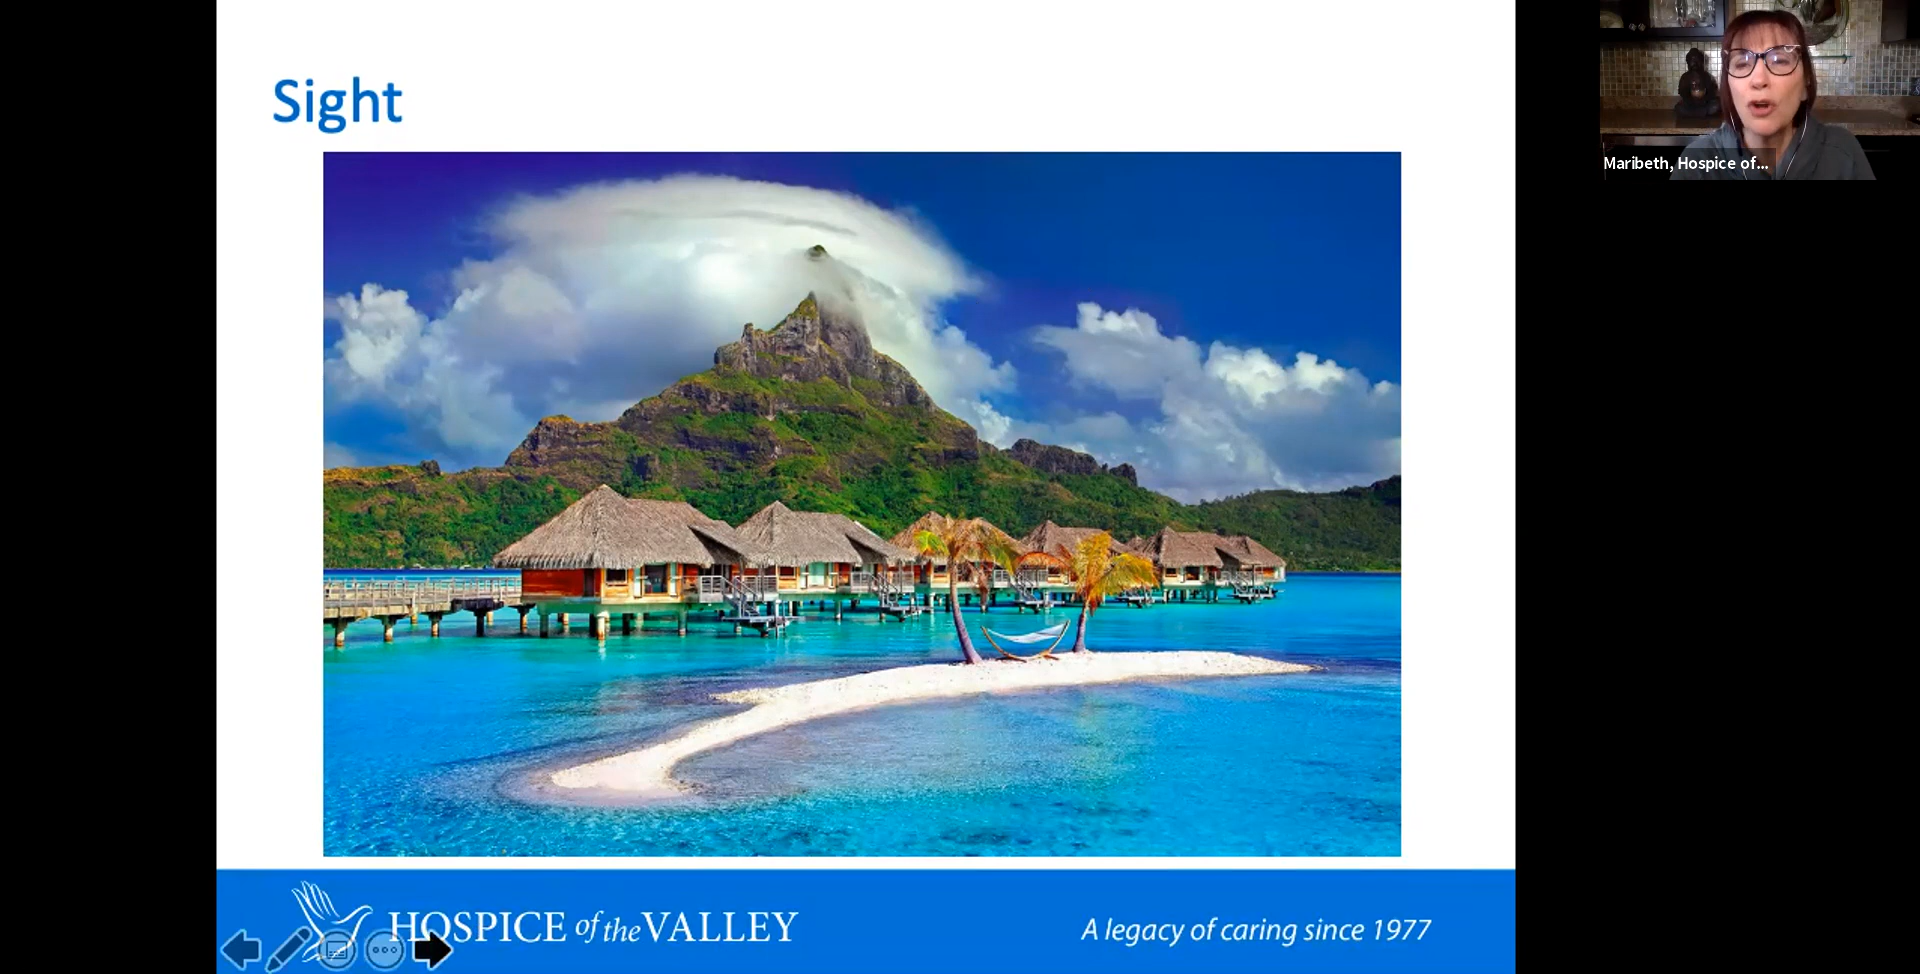 Sight
Maribeth, Hospice of...
HOSPICE of the VALLEY
A legacy of caring since 1977